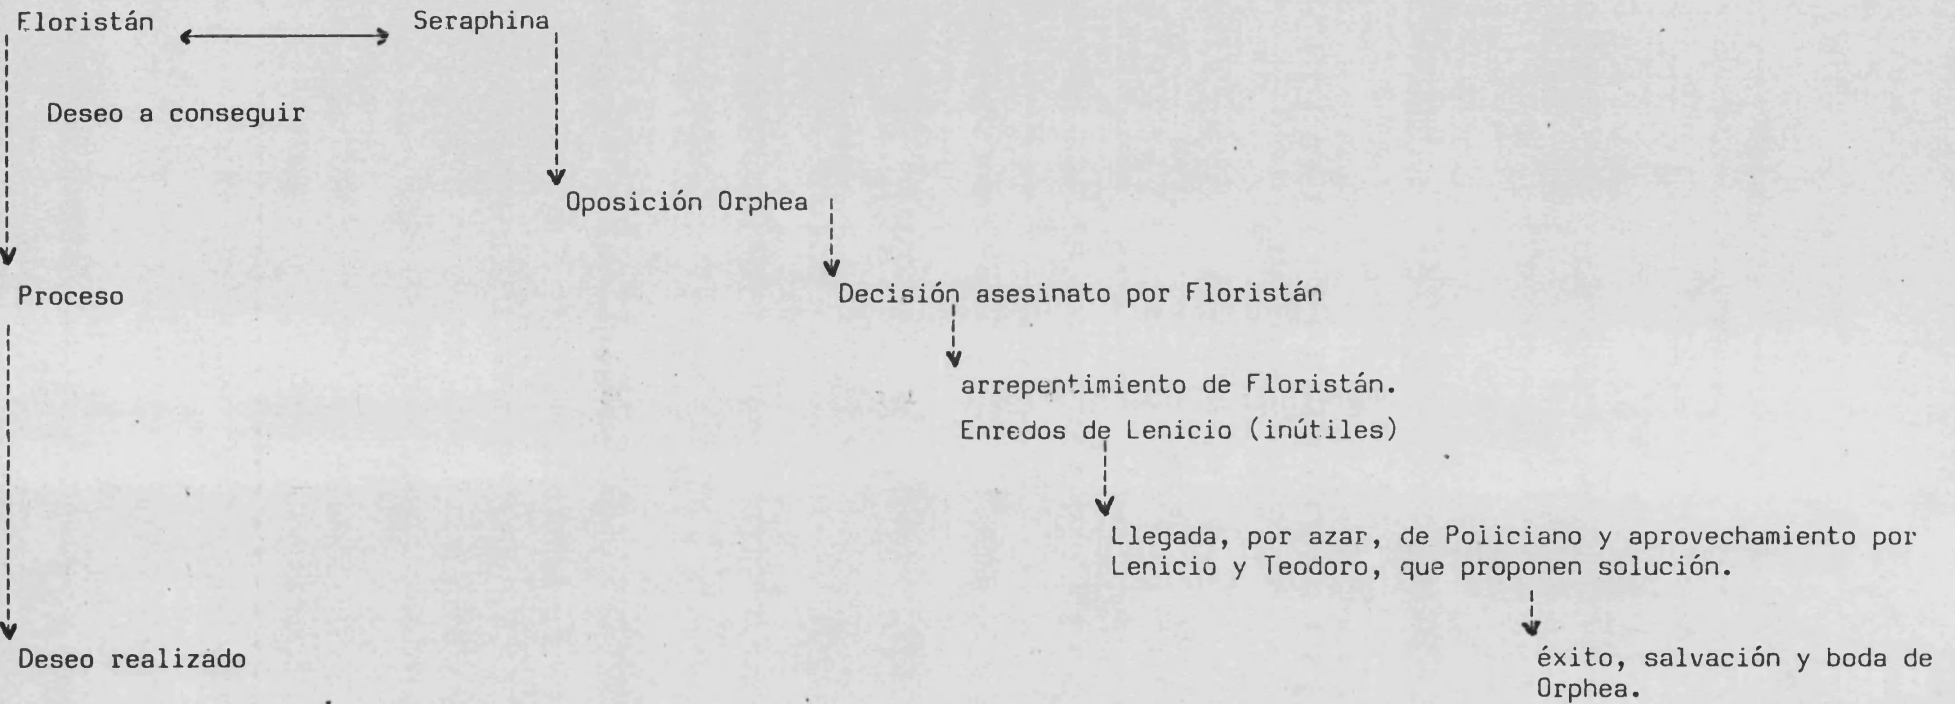 Floristán Seraphina
Deseo a conseguir
Oposición Orphea
Proceso Decisión asesinato por Floristán
arrepentimiento de Floristán.
Enredos de Lenicio (inútiles)
Llegada, por azar, de Policiano y aprovechamiento por
Lenicio y Teodoro, que proponen solución.
Deseo realizado éxito, salvación y boda de
Orphea.